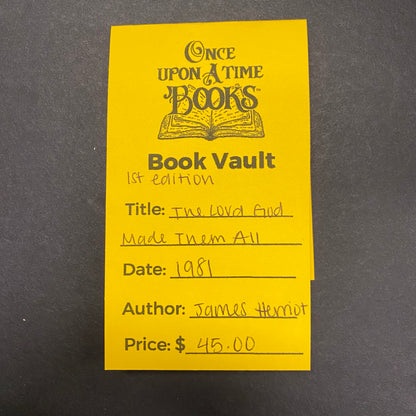 ONCE
UPON A TIME
BOOKS™
Book Vault
1st edition
Title: The Lord God
Made Them All
Date: 1981
Author: James Herriot
Price: $ 45.00